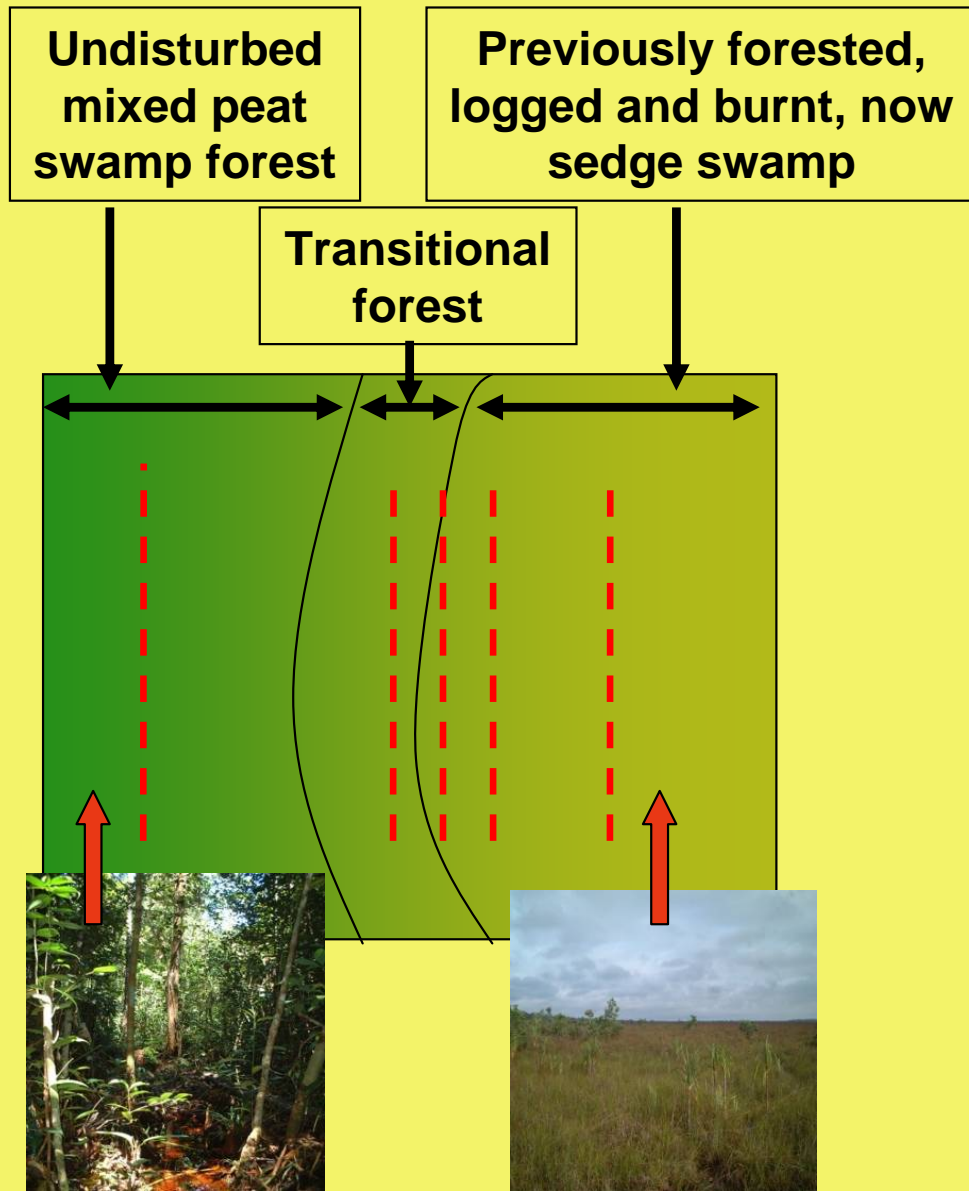 Undisturbed
mixed peat
swamp forest
Previously forested,
logged and burnt, now
sedge swamp
Transitional
forest